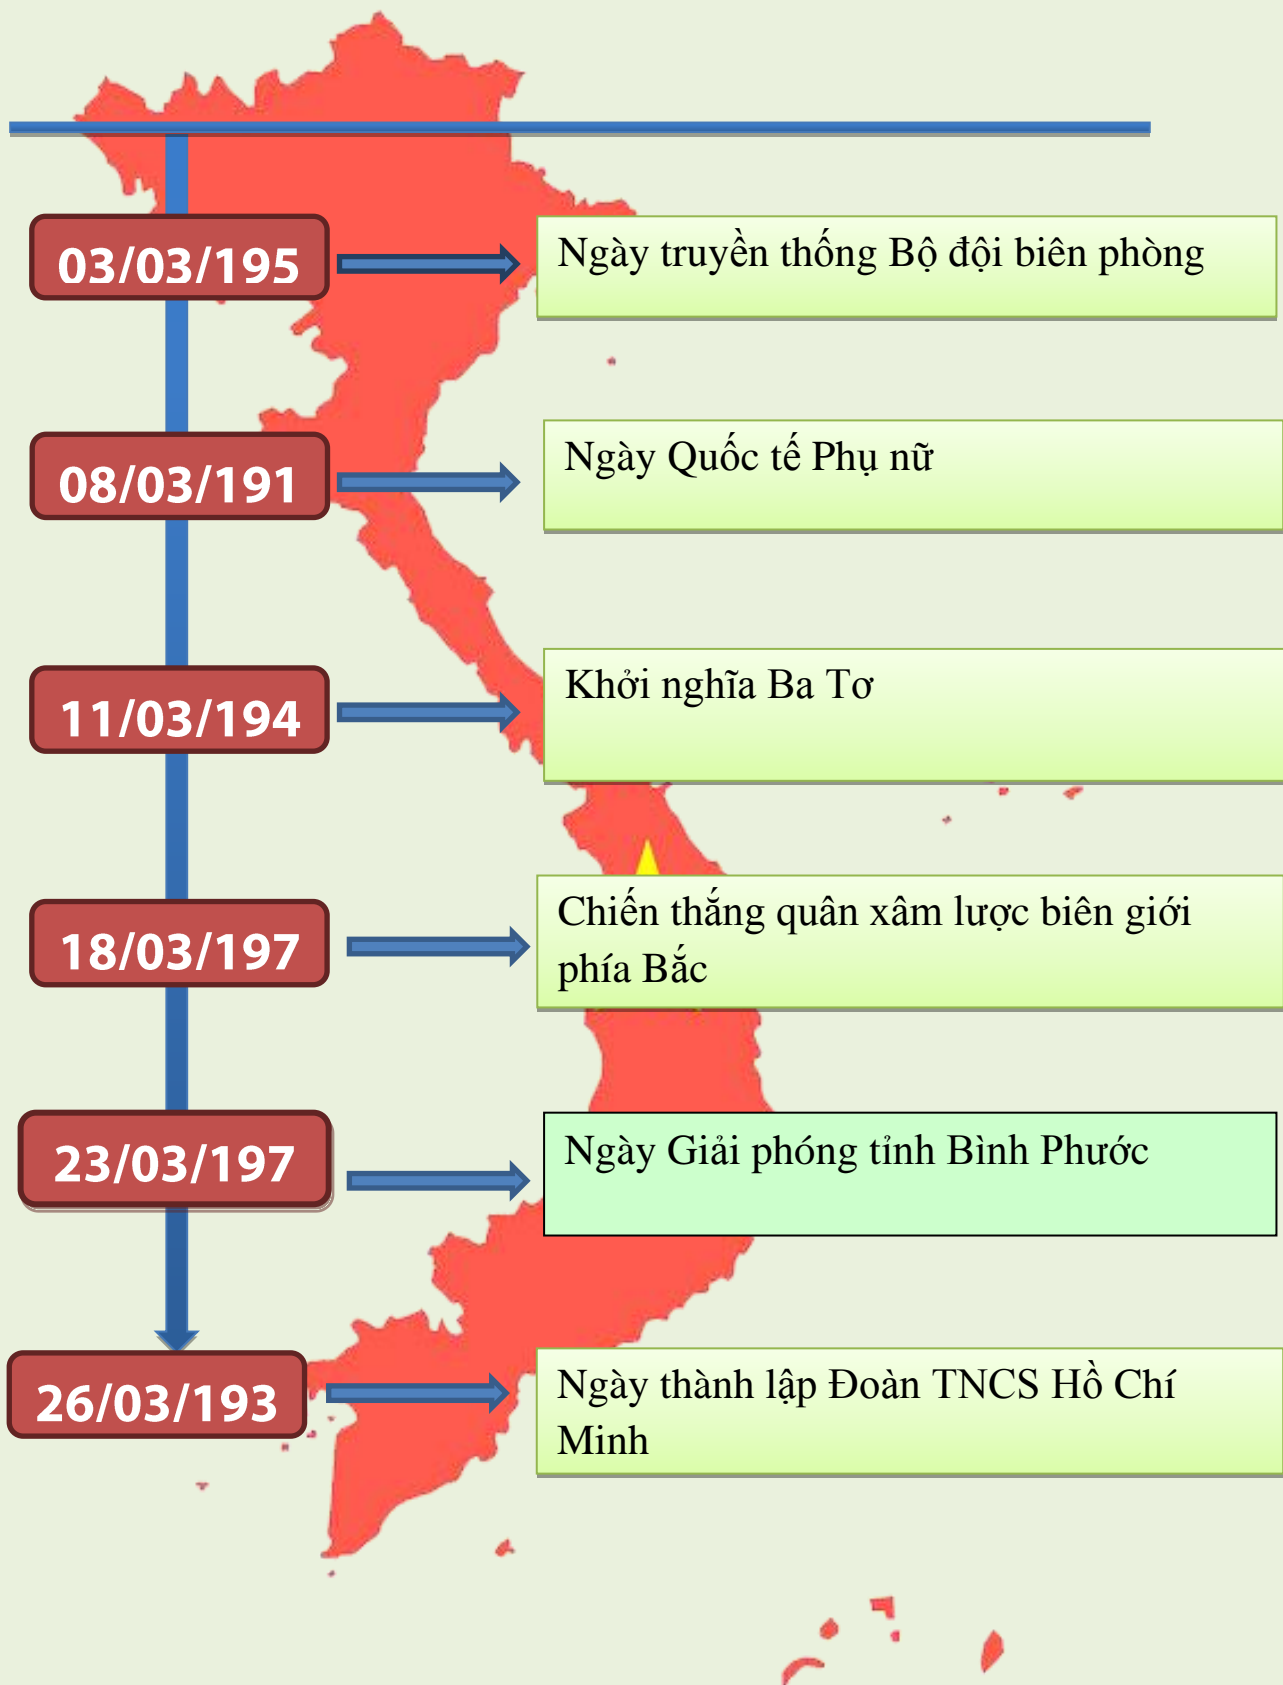 03/03/195
Ngày truyền thống Bộ đội biên phòng
08/03/191
Ngày Quốc tế Phụ nữ
11/03/194
Khởi nghĩa Ba Tơ
18/03/197
Chiến thắng quân xâm lược biên giới
phía Bắc
23/03/197
Ngày Giải phóng tỉnh Bình Phước
26/03/193
Ngày thành lập Đoàn TNCS Hồ Chí
Minh